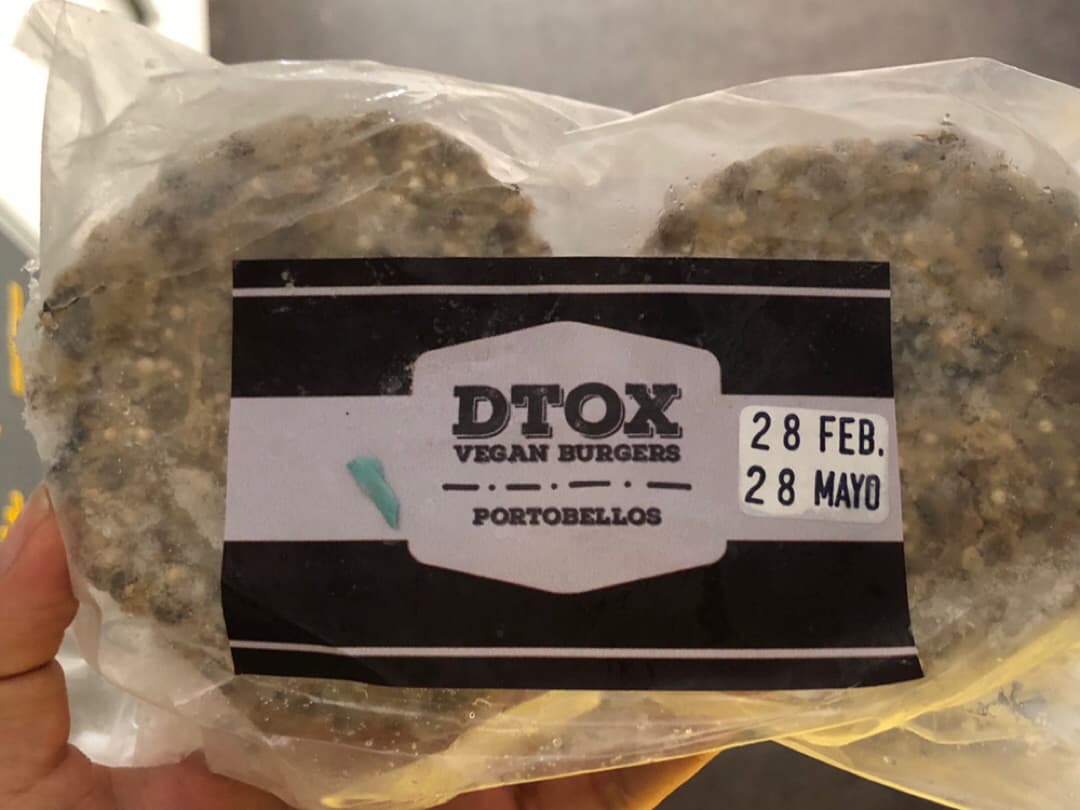 DTOX
VEGAN BURGERS
PORTOBELLOS
28 FEB.
28 MAYO